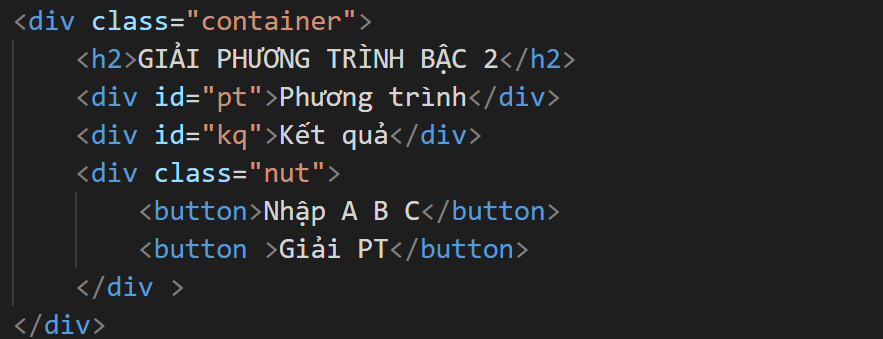 <div class="container">
<h2>GIẢI PHƯƠNG TRÌNH BẬC 2</h2>
<div id="pt">Phương trình</div>
<div id="kq">Kết quả</div>
<div class="nut">
<button>Nhập A B C</button>
<button >Giải PT</button>
</div >
</div>